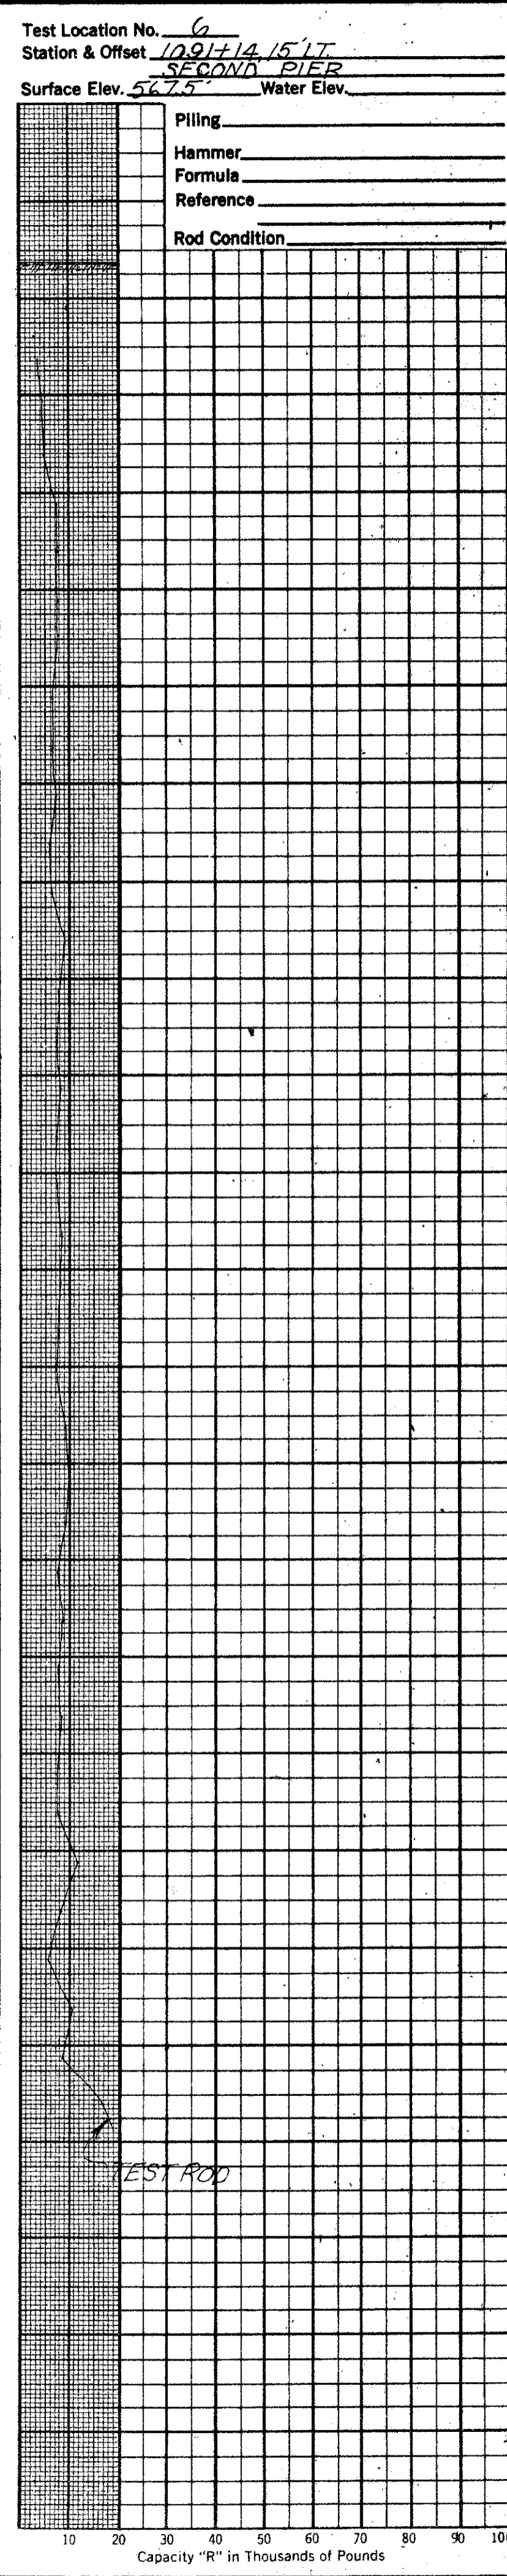 Test Location No. 6
Station & Offset 1091+14 15' LT.
SECOND PIER
Surface Elev. 567.5' Water Elev.
Piling
Hammer
Formula
Reference
Rod Condition
TEST ROD
10 20 30 40 50 60 70 80 90 10
Capacity "R" in Thousands of Pounds